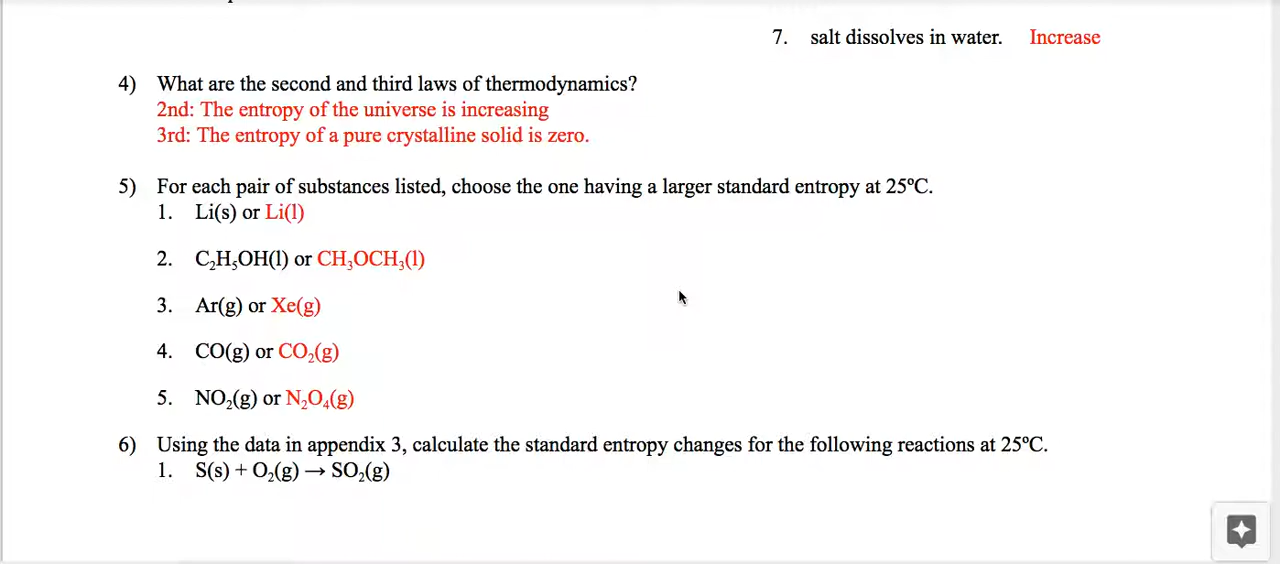 7. salt dissolves in water. Increase
4) What are the second and third laws of thermodynamics?
2nd: The entropy of the universe is increasing
3rd: The entropy of a pure crystalline solid is zero.
5) For each pair of substances listed, choose the one having a larger standard entropy at 25ºC.
1. Li(s) or Li(l)
2. C₂H₅OH(l) or CH₃OCH₃(l)
3. Ar(g) or Xe(g)
4. CO(g) or CO₂(g)
5. NO₂(g) or N₂O₄(g)
6) Using the data in appendix 3, calculate the standard entropy changes for the following reactions at 25ºC.
1. S(s) + O₂(g) → SO₂(g)